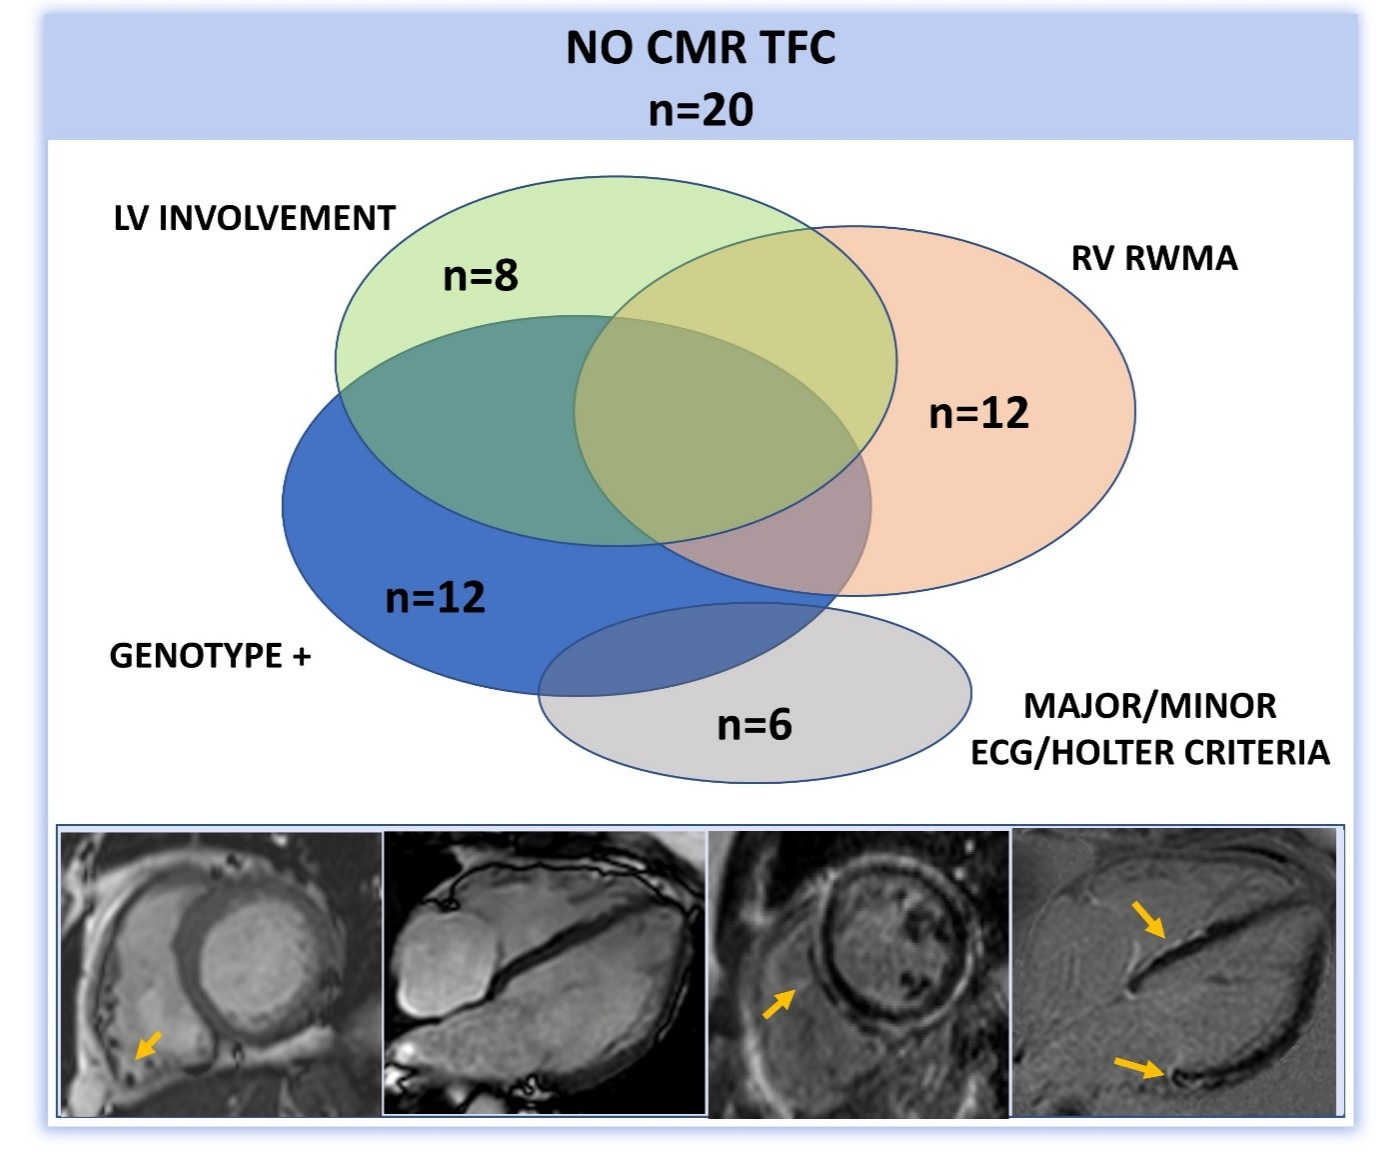 NO CMR TFC
n=20
LV INVOLVEMENT
n=8
RV RWMA
n=12
n=12
GENOTYPE +
n=6
MAJOR/MINOR
ECG/HOLTER CRITERIA